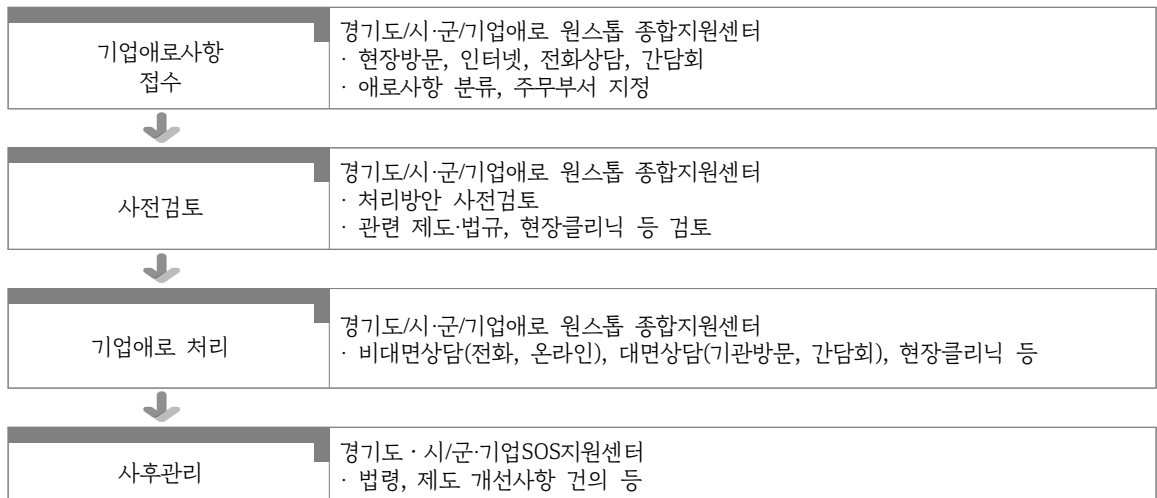 기업애로사항
접수
경기도/시·군/기업애로 원스톱 종합지원센터
· 현장방문, 인터넷, 전화상담, 간담회
· 애로사항 분류, 주무부서 지정
사전검토
경기도/시·군/기업애로 원스톱 종합지원센터
· 처리방안 사전검토
· 관련 제도·법규, 현장클리닉 등 검토
기업애로 처리
경기도/시·군/기업애로 원스톱 종합지원센터
· 비대면상담(전화, 온라인), 대면상담(기관방문, 간담회), 현장클리닉 등
사후관리
경기도·시/군·기업SOS지원센터
· 법령, 제도 개선사항 건의 등